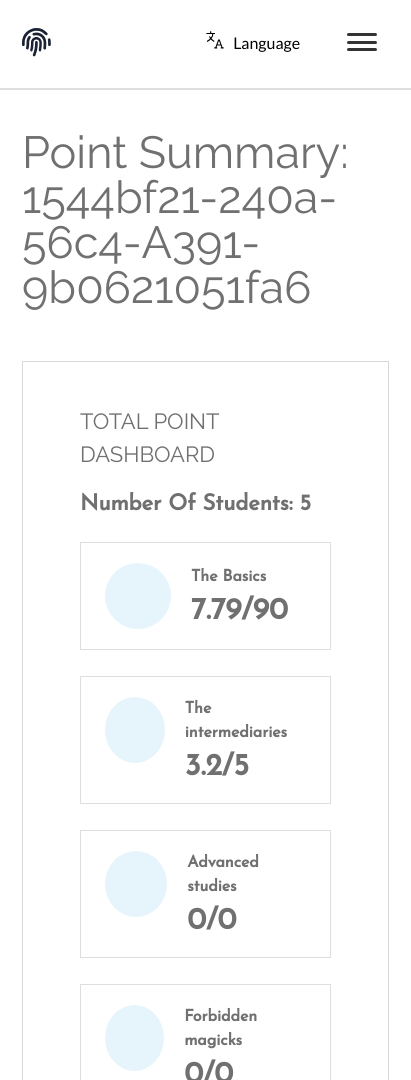 Language
Point Summary:
1544bf21-240a-
56c4-A391-
9b0621051fa6
TOTAL POINT
DASHBOARD
Number Of Students: 5
The Basics
7.79/90
The
intermediaries
3.2/5
Advanced
studies
0/0
Forbidden
magicks
0/0